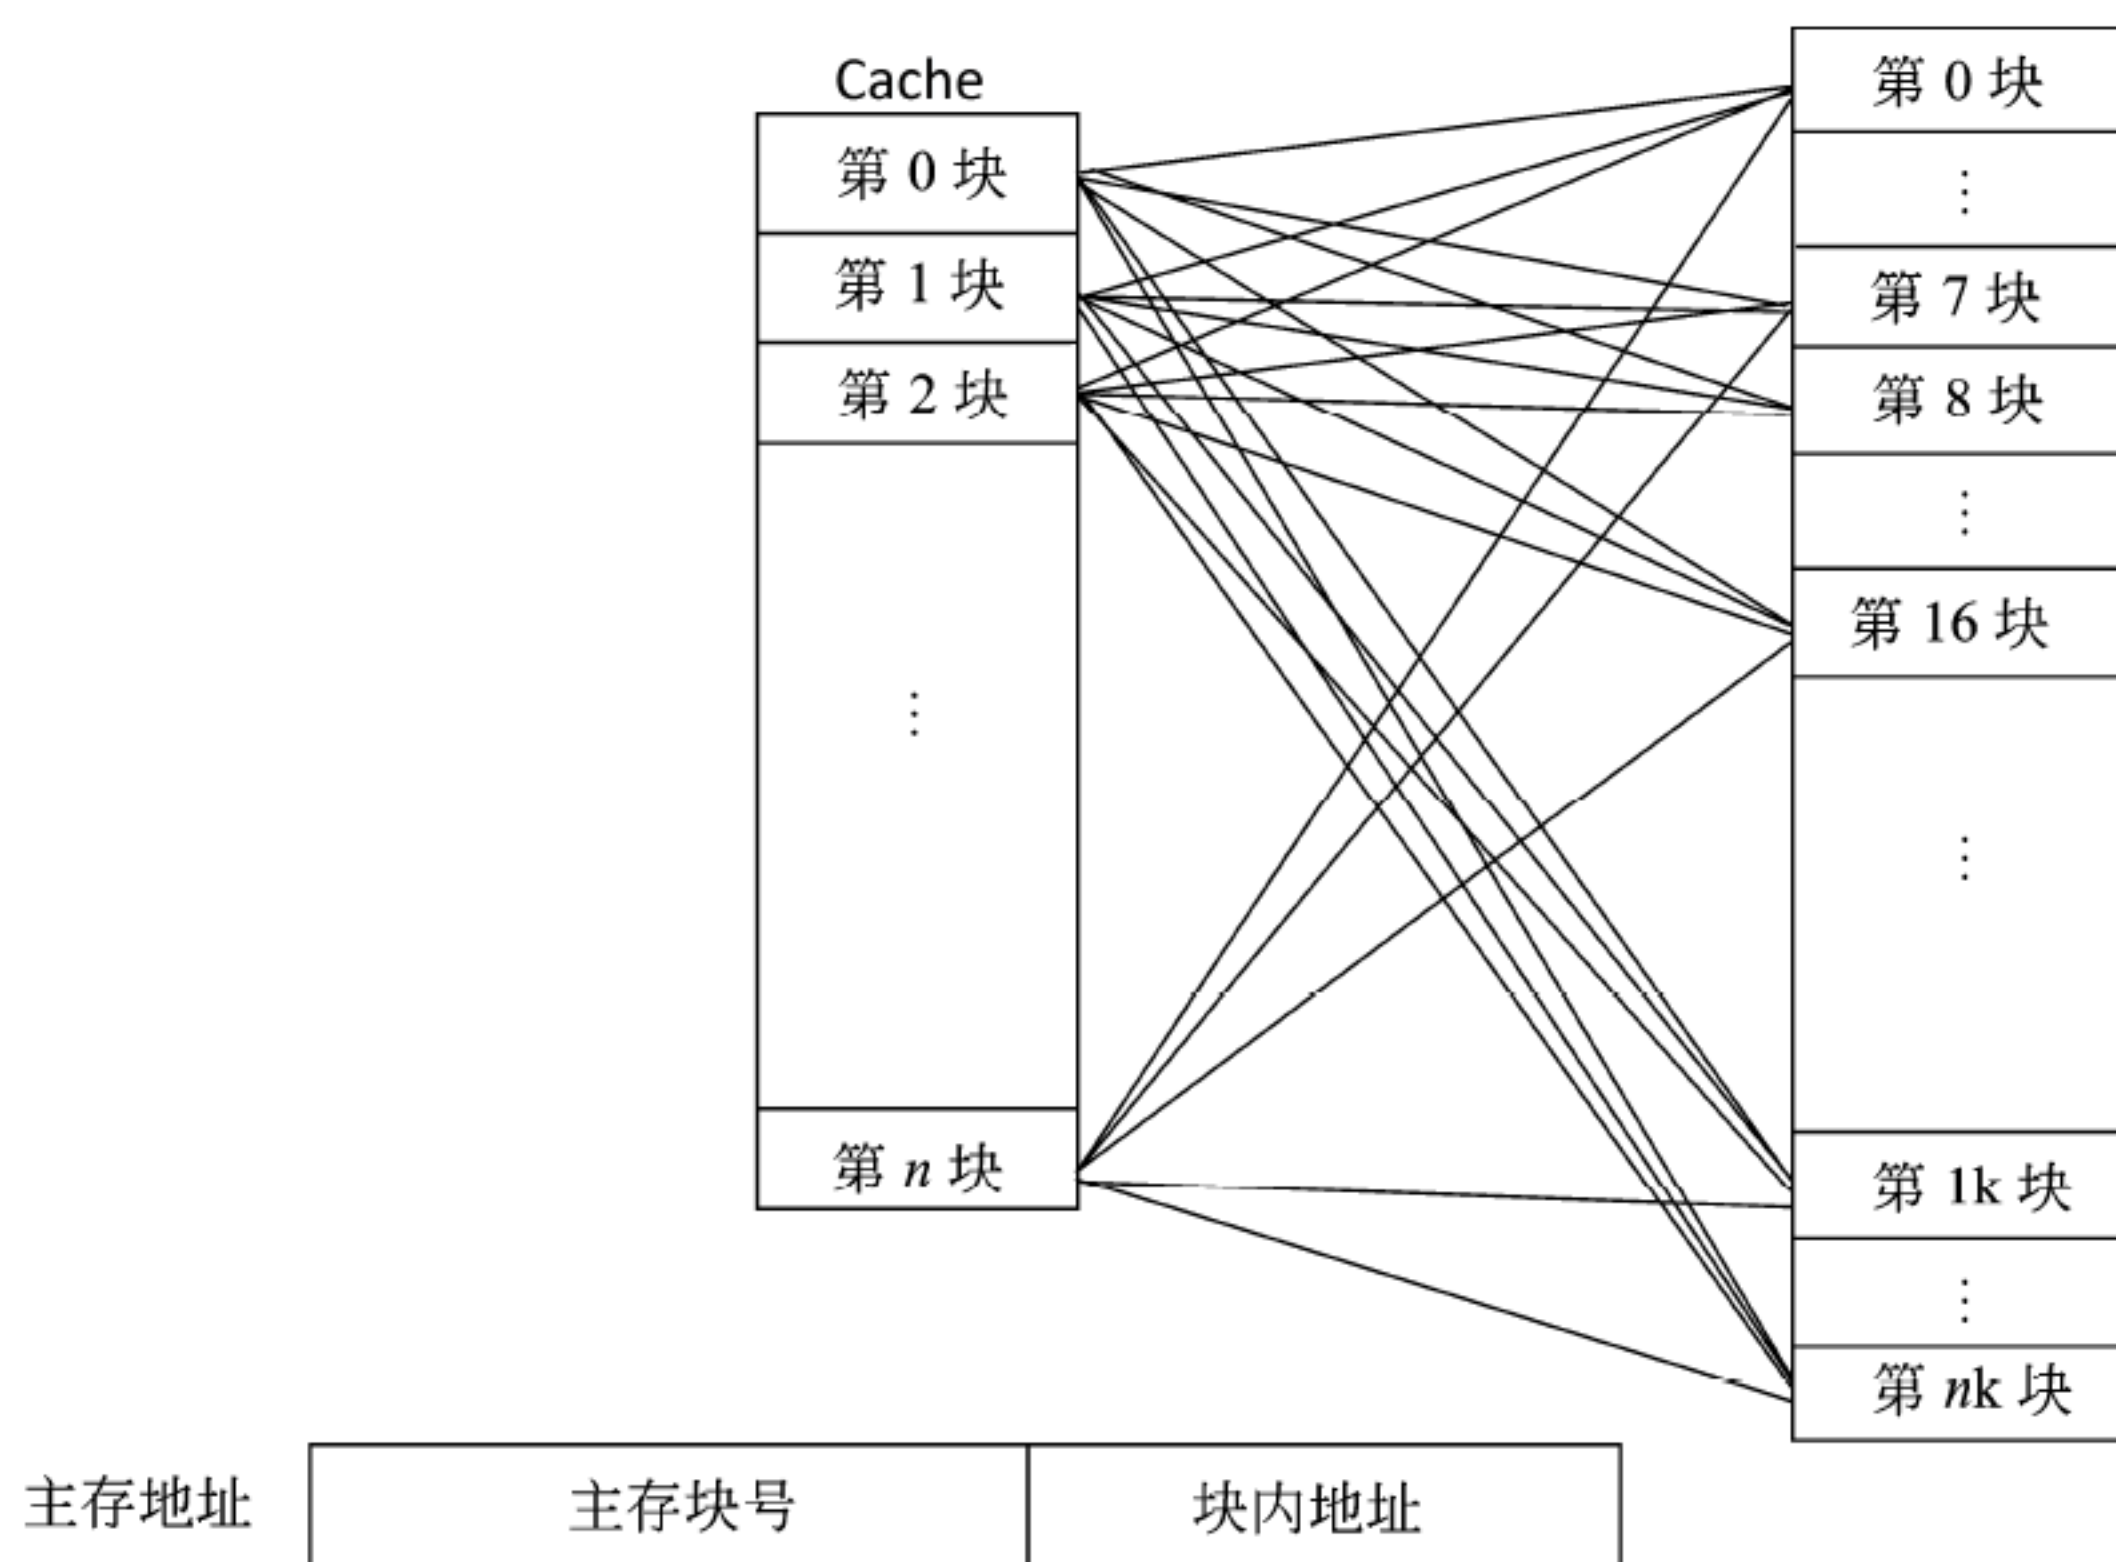 Cache
第 0 块
第 1 块
第 2 块
⋮
第 n 块
第 0 块
⋮
第 7 块
第 8 块
⋮
第 16 块
⋮
第 1k 块
⋮
第 nk 块
主存地址 主存块号 块内地址